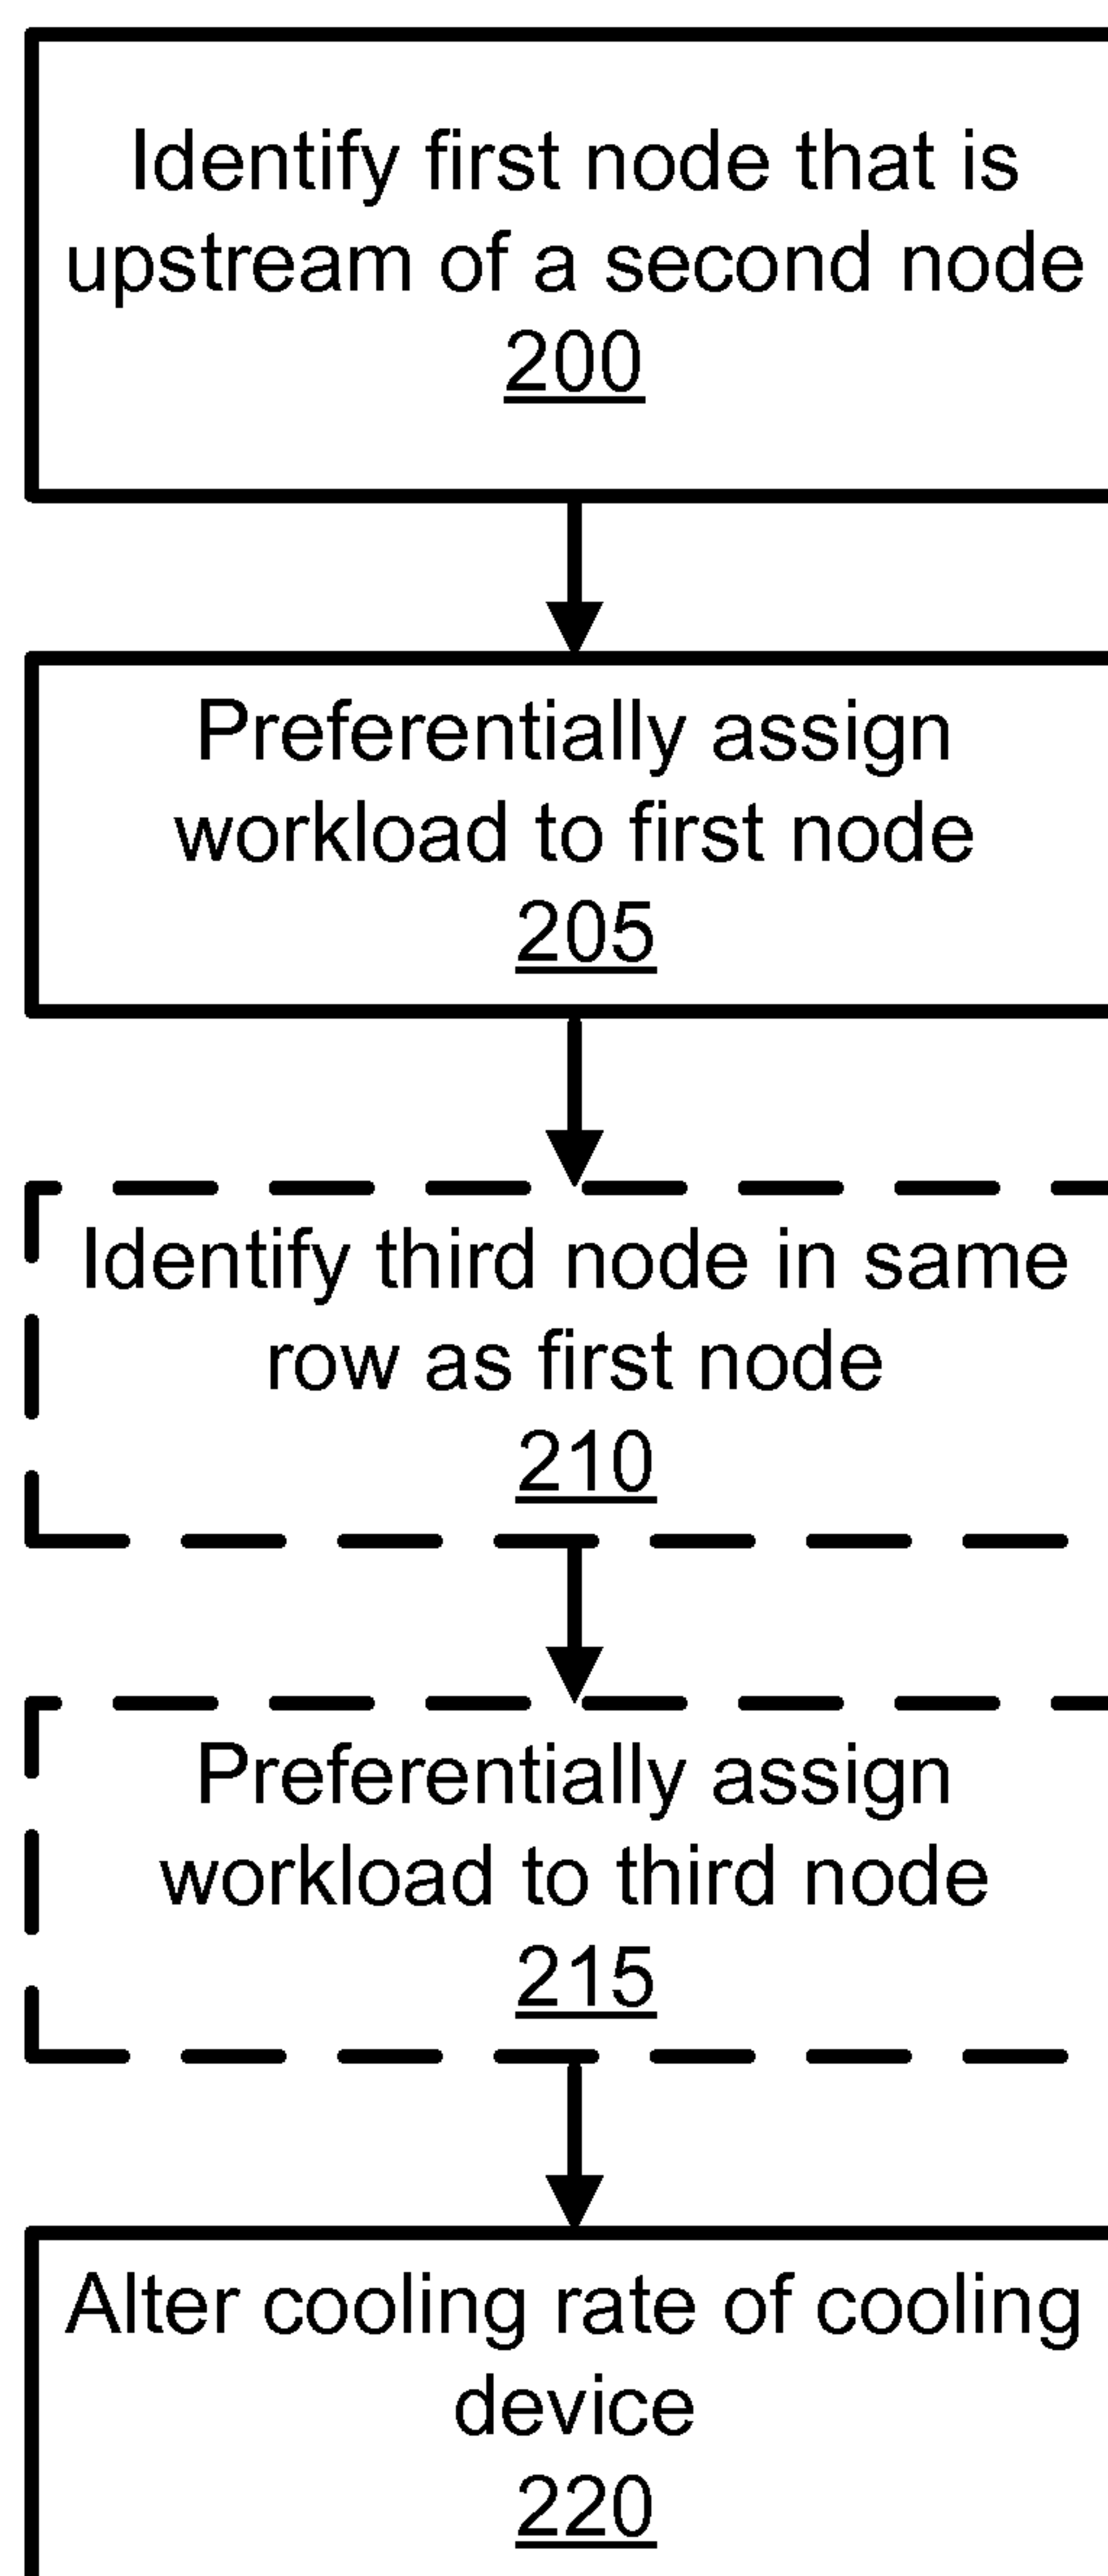 Identify first node that is
upstream of a second node
200
Preferentially assign
workload to first node
205
Identify third node in same
row as first node
210
Preferentially assign
workload to third node
215
Alter cooling rate of cooling
device
220